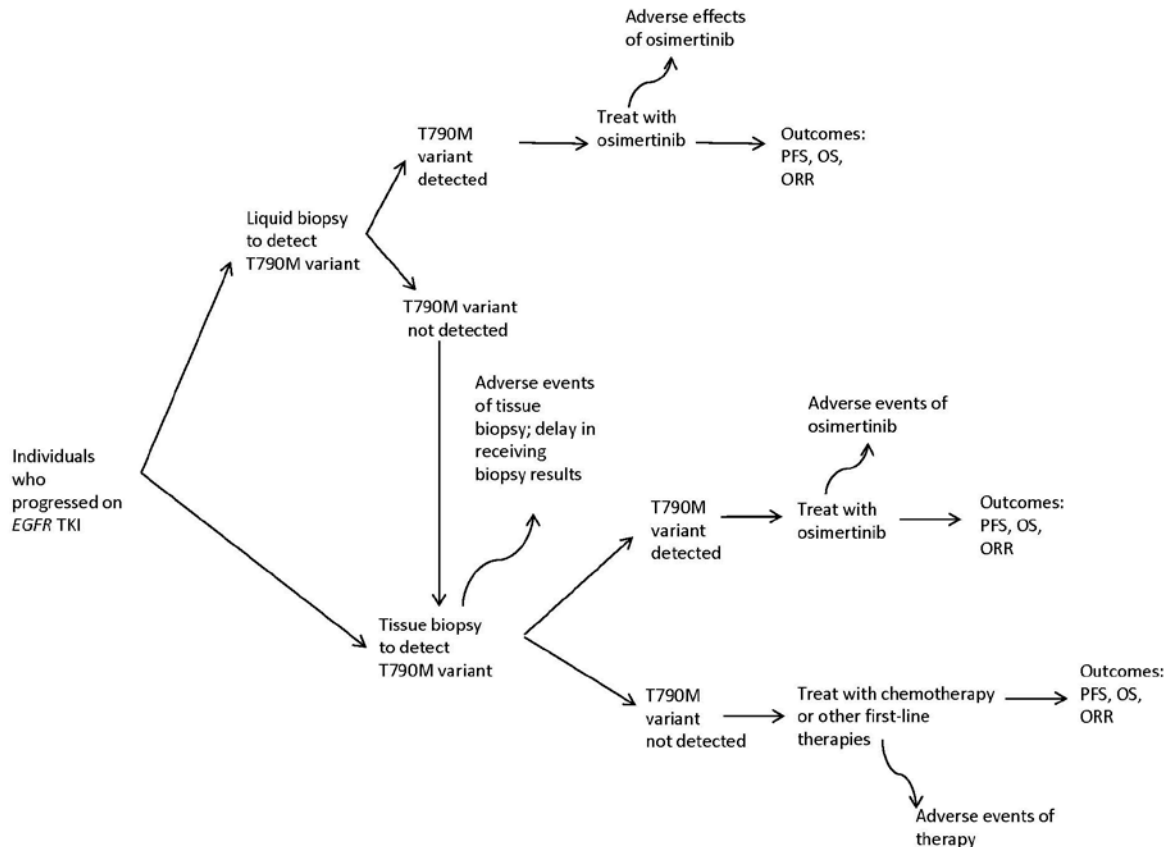 Adverse effects
of osimertinib
Treat with
osimertinib
Outcomes:
PFS, OS,
ORR
T790M
variant
detected
Liquid biopsy
to detect
T790M variant
T790M variant
not detected
Adverse events
of tissue
biopsy; delay in
receiving
biopsy results
Individuals
who
progressed on
EGFR TKI
Tissue biopsy
to detect
T790M variant
T790M
variant
detected
Adverse events of
osimertinib
Treat with
osimertinib
Outcomes:
PFS, OS,
ORR
T790M
variant
not detected
Treat with chemotherapy
or other first-line
therapies
Outcomes:
PFS, OS,
ORR
Adverse events of
therapy